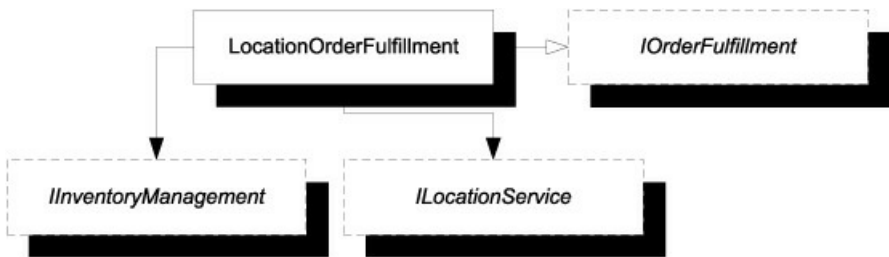 LocationOrderFulfillment
IOrderFulfillment
IInventoryManagement
ILocationService